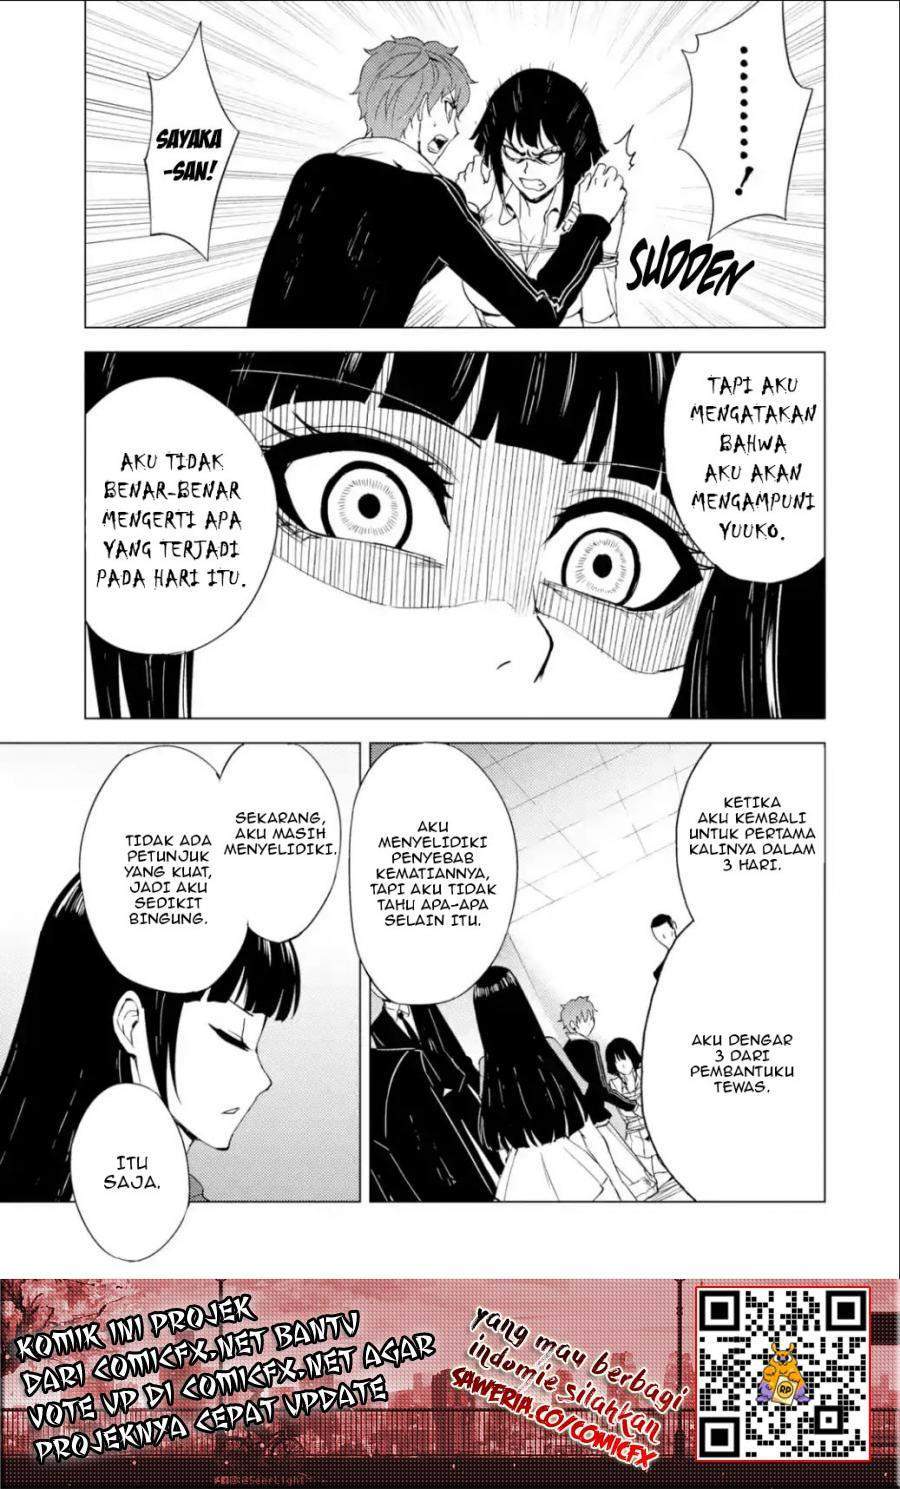 .........!
SAYAKA
-SAN!
SUDDEN
TAPI AKU
MENGATAKAN
BAHWA
AKU AKAN
MENGAMPUNI
YUUKO.
AKU TIDAK
BENAR-BENAR
MENGERTI APA
YANG TERJADI
PADA HARI ITU.
KETIKA
AKU KEMBALI
UNTUK PERTAMA
KALINYA DALAM
3 HARI.
AKU DENGAR
3 DARI
PEMBANTUKU
TEWAS.
AKU
MENYELIDIKI
PENYEBAB
KEMATIANNYA,
TAPI AKU TIDAK
TAHU APA-APA
SELAIN ITU.
SEKARANG,
AKU MASIH
MENYELIDIKI.
TIDAK ADA
PETUNJUK
YANG KUAT,
JADI AKU
SEDIKIT
BINGUNG.
ITU
SAJA.
KOMIK INI PROJEK
DARI COMICFX.NET BANTU
VOTE UP DI COMICFX.NET AGAR
PROJEKNYA CEPAT UPDATE
yang mau berbagi
indomie silahkan
SAWERIA.CO/COMICFX
RP
@SeerLight